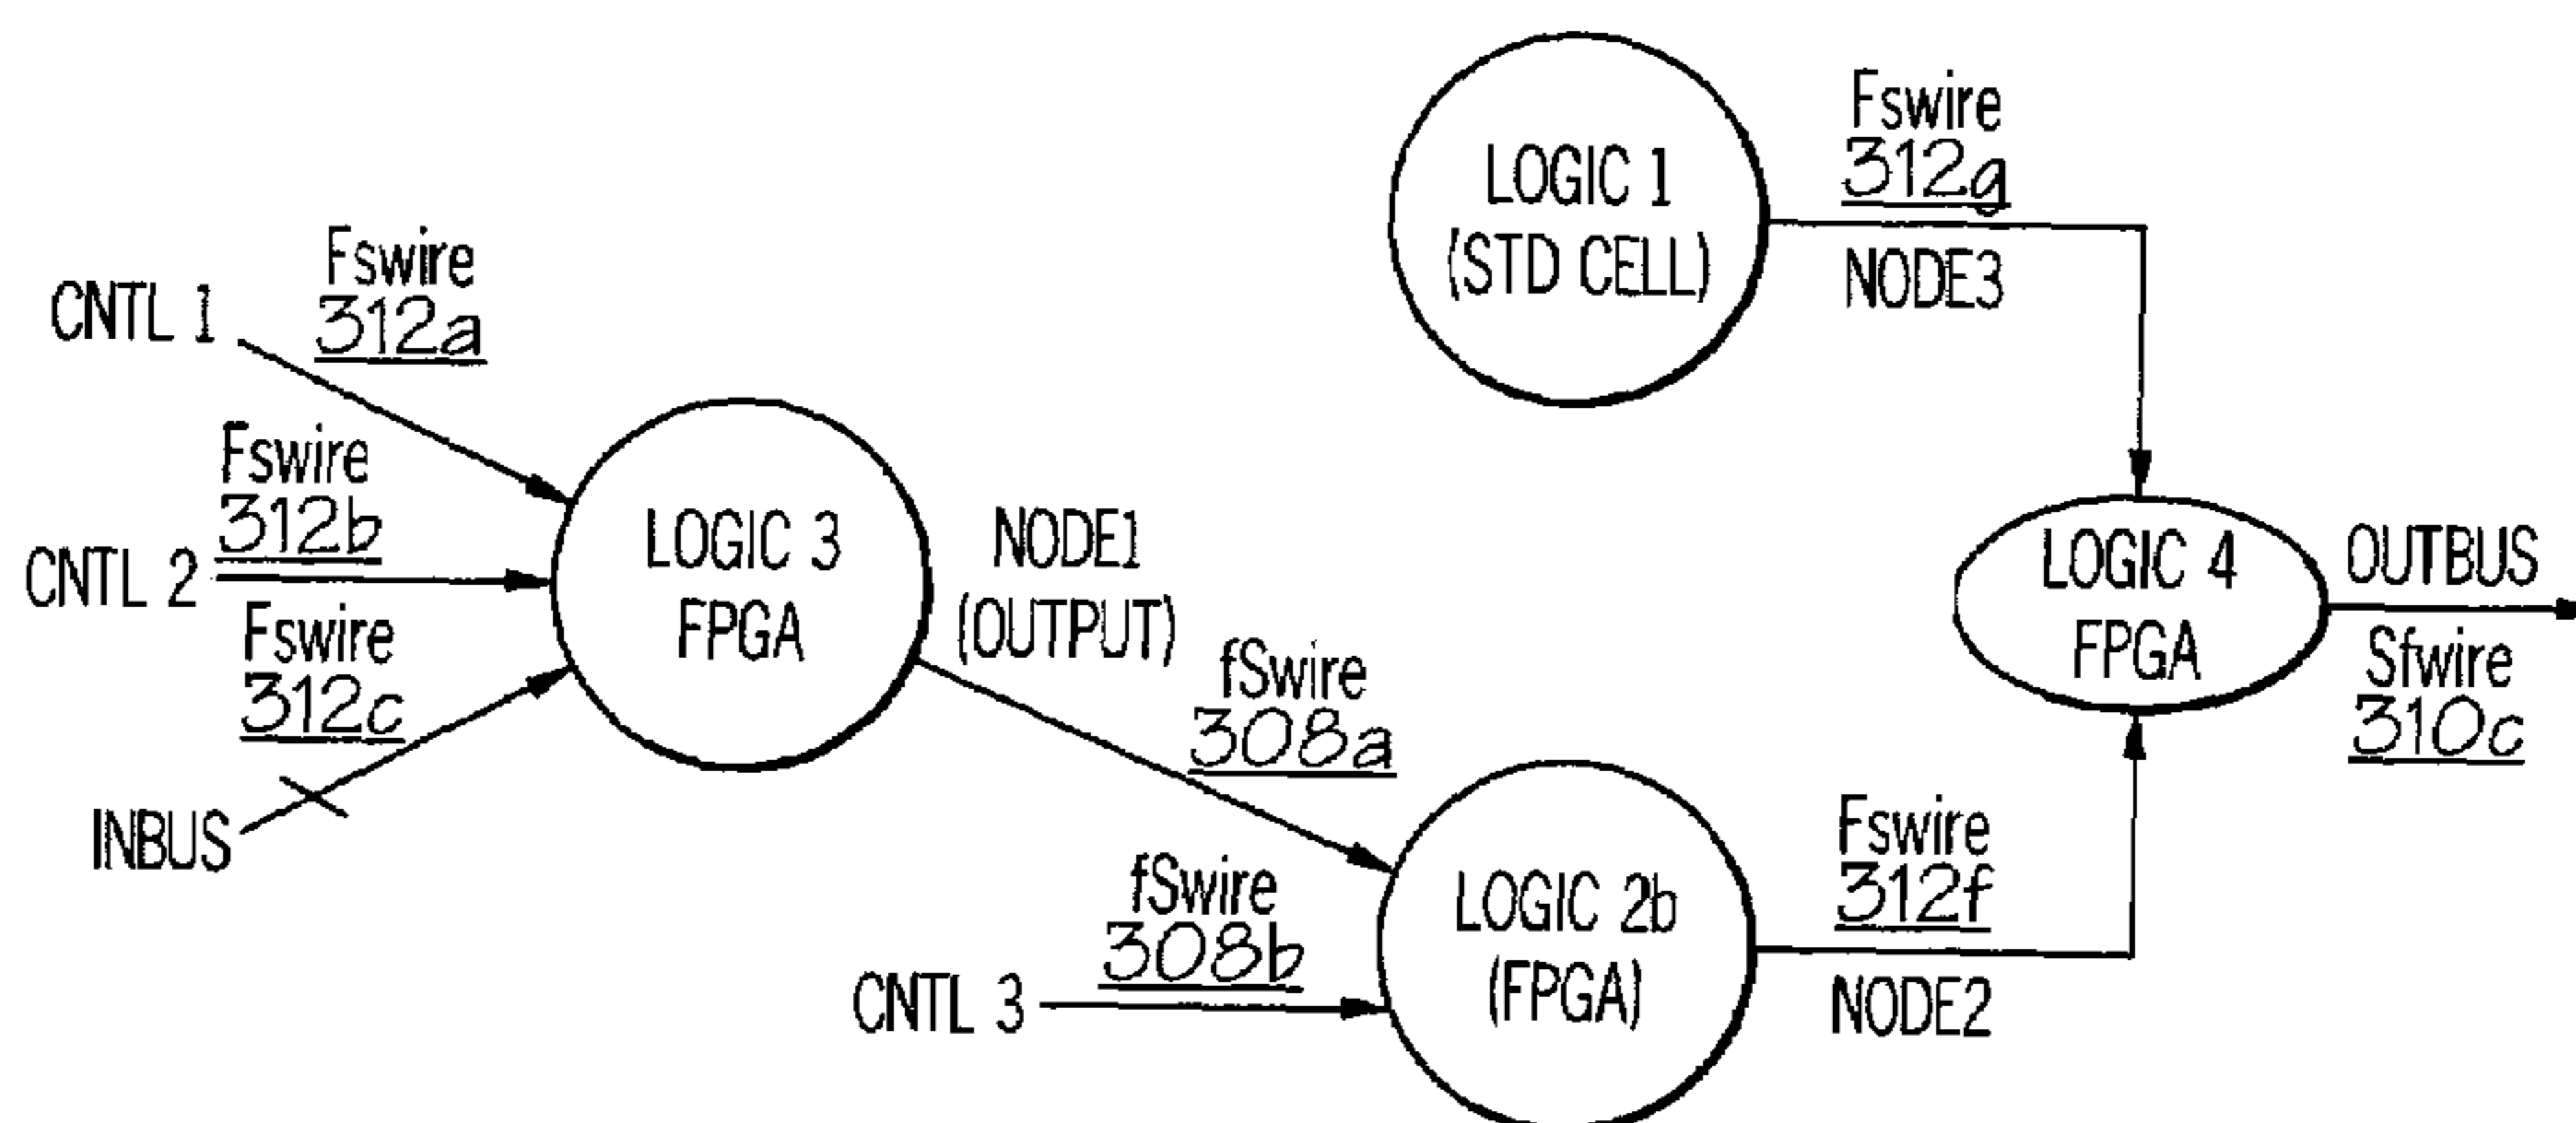 CNTL 1
Fswire
312a
CNTL 2
Fswire
312b
INBUS
Fswire
312c
LOGIC 3
FPGA
NODE1
(OUTPUT)
fSwire
308a
CNTL 3
fSwire
308b
LOGIC 2b
(FPGA)
Fswire
312f
NODE2
LOGIC 1
(STD CELL)
Fswire
312g
NODE3
LOGIC 4
FPGA
OUTBUS
Sfwire
310c